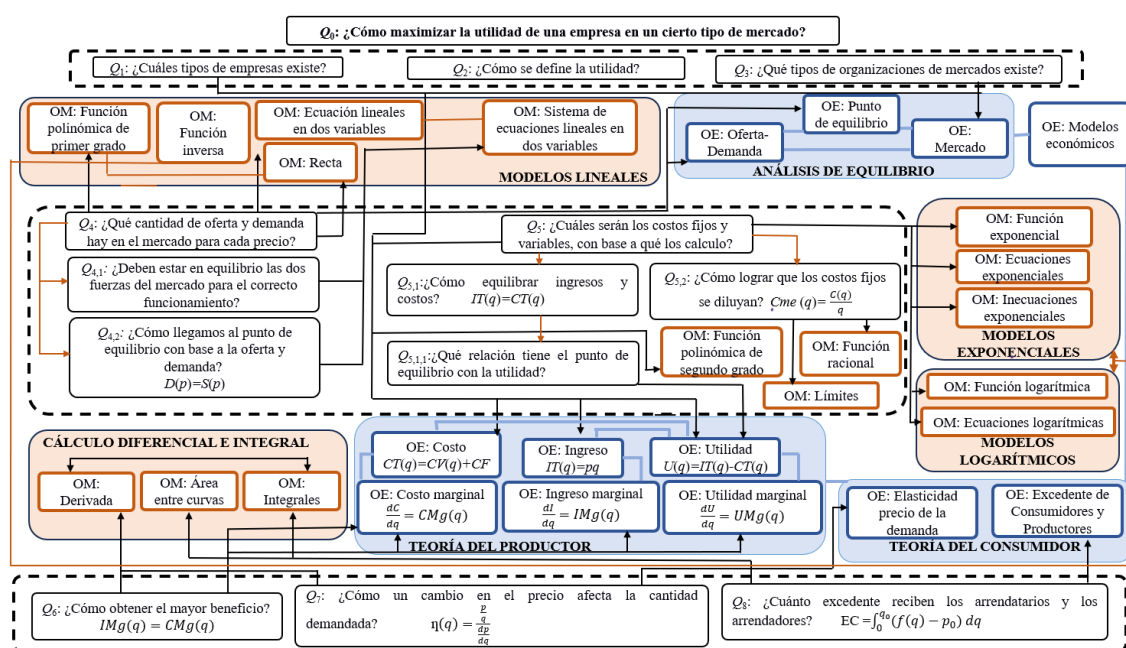 Q0: ¿Cómo maximizar la utilidad de una empresa en un cierto tipo de mercado?
Q1: ¿Cuáles tipos de empresas existe?
Q2: ¿Cómo se define la utilidad?
Q3: ¿Qué tipos de organizaciones de mercados existe?
OM: Función
polinómica de
primer grado
OM:
Función
inversa
OM: Ecuación lineales
en dos variables
OM: Recta
OM: Sistema de
ecuaciones lineales en
dos variables
MODELOS LINEALES
OE: Oferta-
Demanda
OE: Punto
de equilibrio
OE:
Mercado
ANÁLISIS DE EQUILIBRIO
OE: Modelos
económicos
Q4: ¿Qué cantidad de oferta y demanda
hay en el mercado para cada precio?
Q4,1: ¿Deben estar en equilibrio las dos
fuerzas del mercado para el correcto
funcionamiento?
Q4,2: ¿Cómo llegamos al punto de
equilibrio con base a la oferta y
demanda?
D(p)=S(p)
Q5: ¿Cuáles serán los costos fijos y
variables, con base a qué los calculo?
Q5,1:¿Cómo equilibrar ingresos y
costos? IT(q)=CT(q)
Q5,2: ¿Cómo lograr que los costos fijos
se diluyan? Cme (q)= C(q)/q
Q5,1,1:¿Qué relación tiene el punto de
equilibrio con la utilidad?
OM: Función
polinómica de
segundo grado
OM: Función
racional
OM: Límites
OM: Función
exponencial
OM: Ecuaciones
exponenciales
OM: Inecuaciones
exponenciales
MODELOS
EXPONENCIALES
OM: Función logarítmica
OM: Ecuaciones logarítmicas
MODELOS
LOGARÍTMICOS
CÁLCULO DIFERENCIAL E INTEGRAL
OM:
Derivada
OM: Área
entre curvas
OM:
Integrales
OE: Costo
CT(q)=CV(q)+CF
OE: Ingreso
IT(q)=pq
OE: Utilidad
U(q)=IT(q)-CT(q)
OE: Costo marginal
dC/dq = CMg(q)
OE: Ingreso marginal
dI/dq = IMg(q)
OE: Utilidad marginal
dU/dq = UMg(q)
TEORÍA DEL PRODUCTOR
OE: Elasticidad
precio de la
demanda
OE: Excedente de
Consumidores y
Productores
TEORÍA DEL CONSUMIDOR
Q6: ¿Cómo obtener el mayor beneficio?
IMg(q) = CMg(q)
Q7: ¿Cómo un cambio en el precio afecta la cantidad
demandada? η(q) = (p/q)/(dp/dq)
Q8: ¿Cuánto excedente reciben los arrendatarios y los
arrendadores? EC =∫₀^q₀(f(q) − p₀) dq